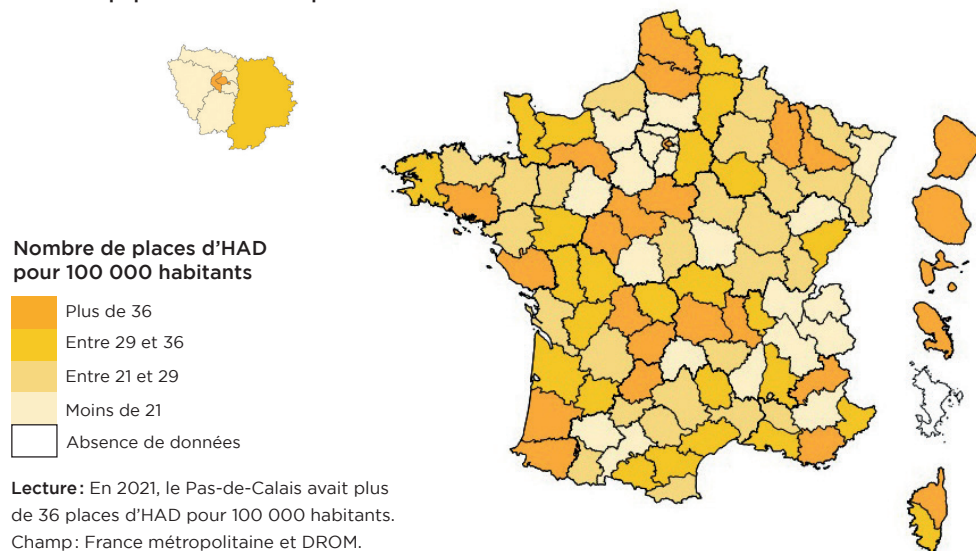 Nombre de places d’HAD
pour 100 000 habitants
Plus de 36
Entre 29 et 36
Entre 21 et 29
Moins de 21
Absence de données
Lecture : En 2021, le Pas-de-Calais avait plus
de 36 places d’HAD pour 100 000 habitants.
Champ : France métropolitaine et DROM.